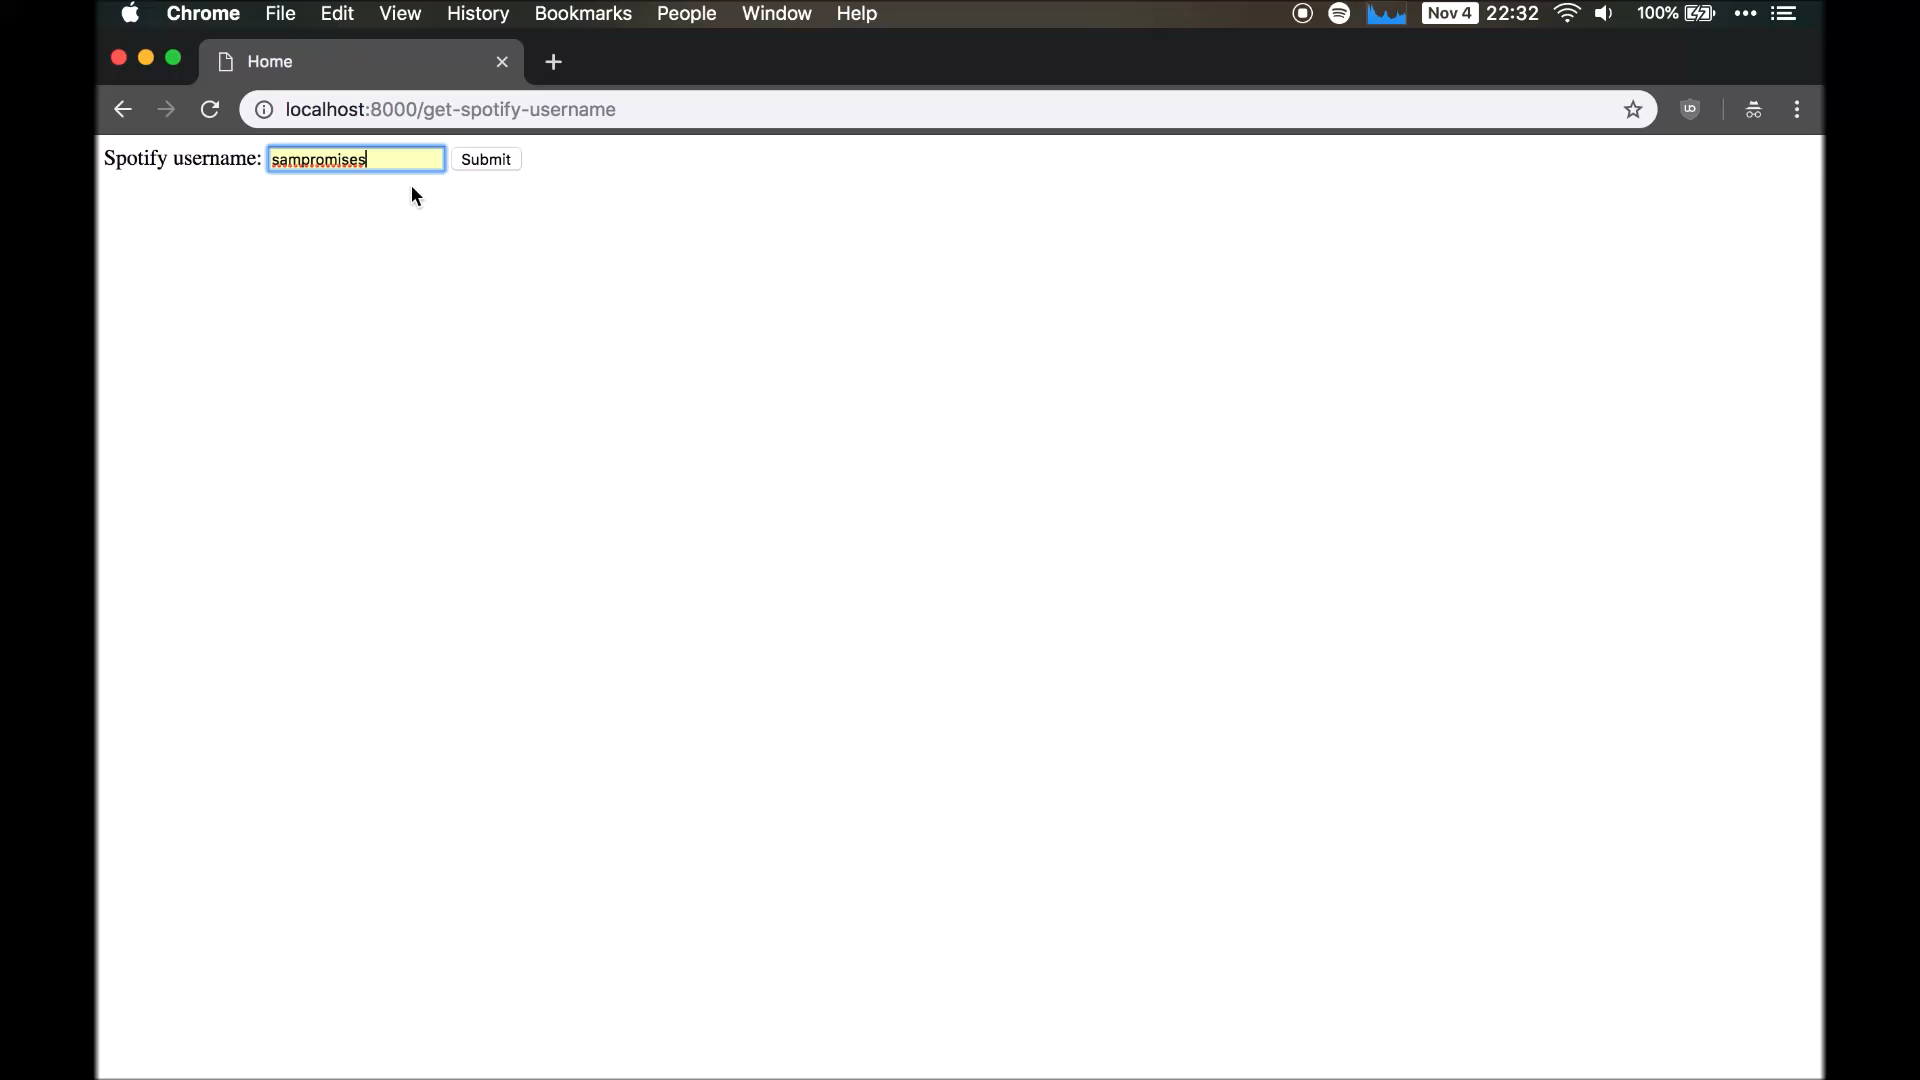 Chrome File Edit View History Bookmarks People Window Help Nov 4 22:32 100%
Home
localhost:8000/get-spotify-username
Spotify username: sampromises Submit